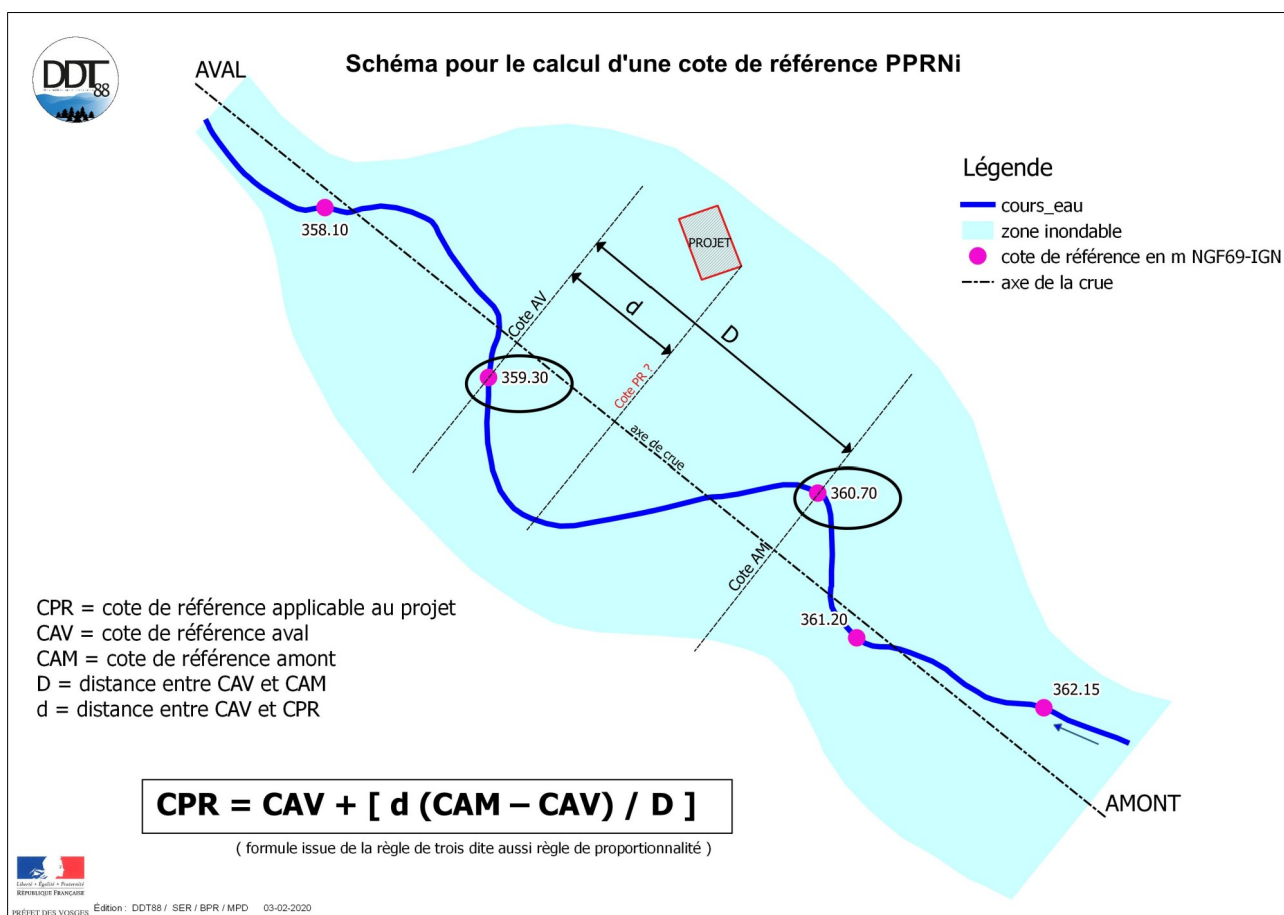 Schéma pour le calcul d'une cote de référence PPRNi
DDT
88
AVAL
Légende
cours_eau
zone inondable
cote de référence en m NGF69-IGN
axe de la crue
358.10
PROJET
Cote AV
d
D
359.30
Cote PR ?
axe de crue
360.70
Cote AMi
361.20
362.15
AMONT
CPR = cote de référence applicable au projet
CAV = cote de référence aval
CAM = cote de référence amont
D = distance entre CAV et CAM
d = distance entre CAV et CPR
CPR = CAV + [ d (CAM – CAV) / D ]
( formule issue de la règle de trois dite aussi règle de proportionnalité )
Liberté • Égalité • Fraternité
RÉPUBLIQUE FRANÇAISE
PRÉFET DES VOSGES
Édition : DDT88 / SER / BPR / MPD 03-02-2020